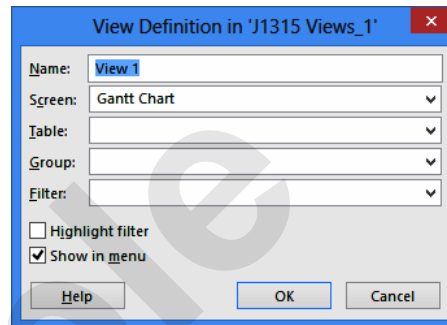 View Definition in 'J1315 Views_1'
Name: View 1
Screen: Gantt Chart
Table:
Group:
Filter:
Highlight filter
Show in menu
Help OK Cancel